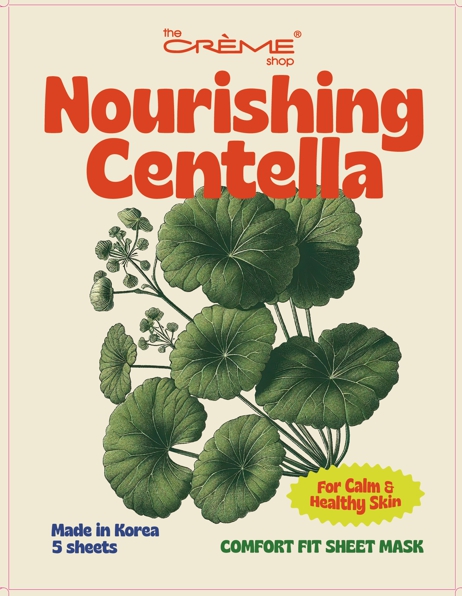 the
CRÈME®
shop
Nourishing
Centella
For Calm &
Healthy Skin
Made in Korea
5 sheets
COMFORT FIT SHEET MASK